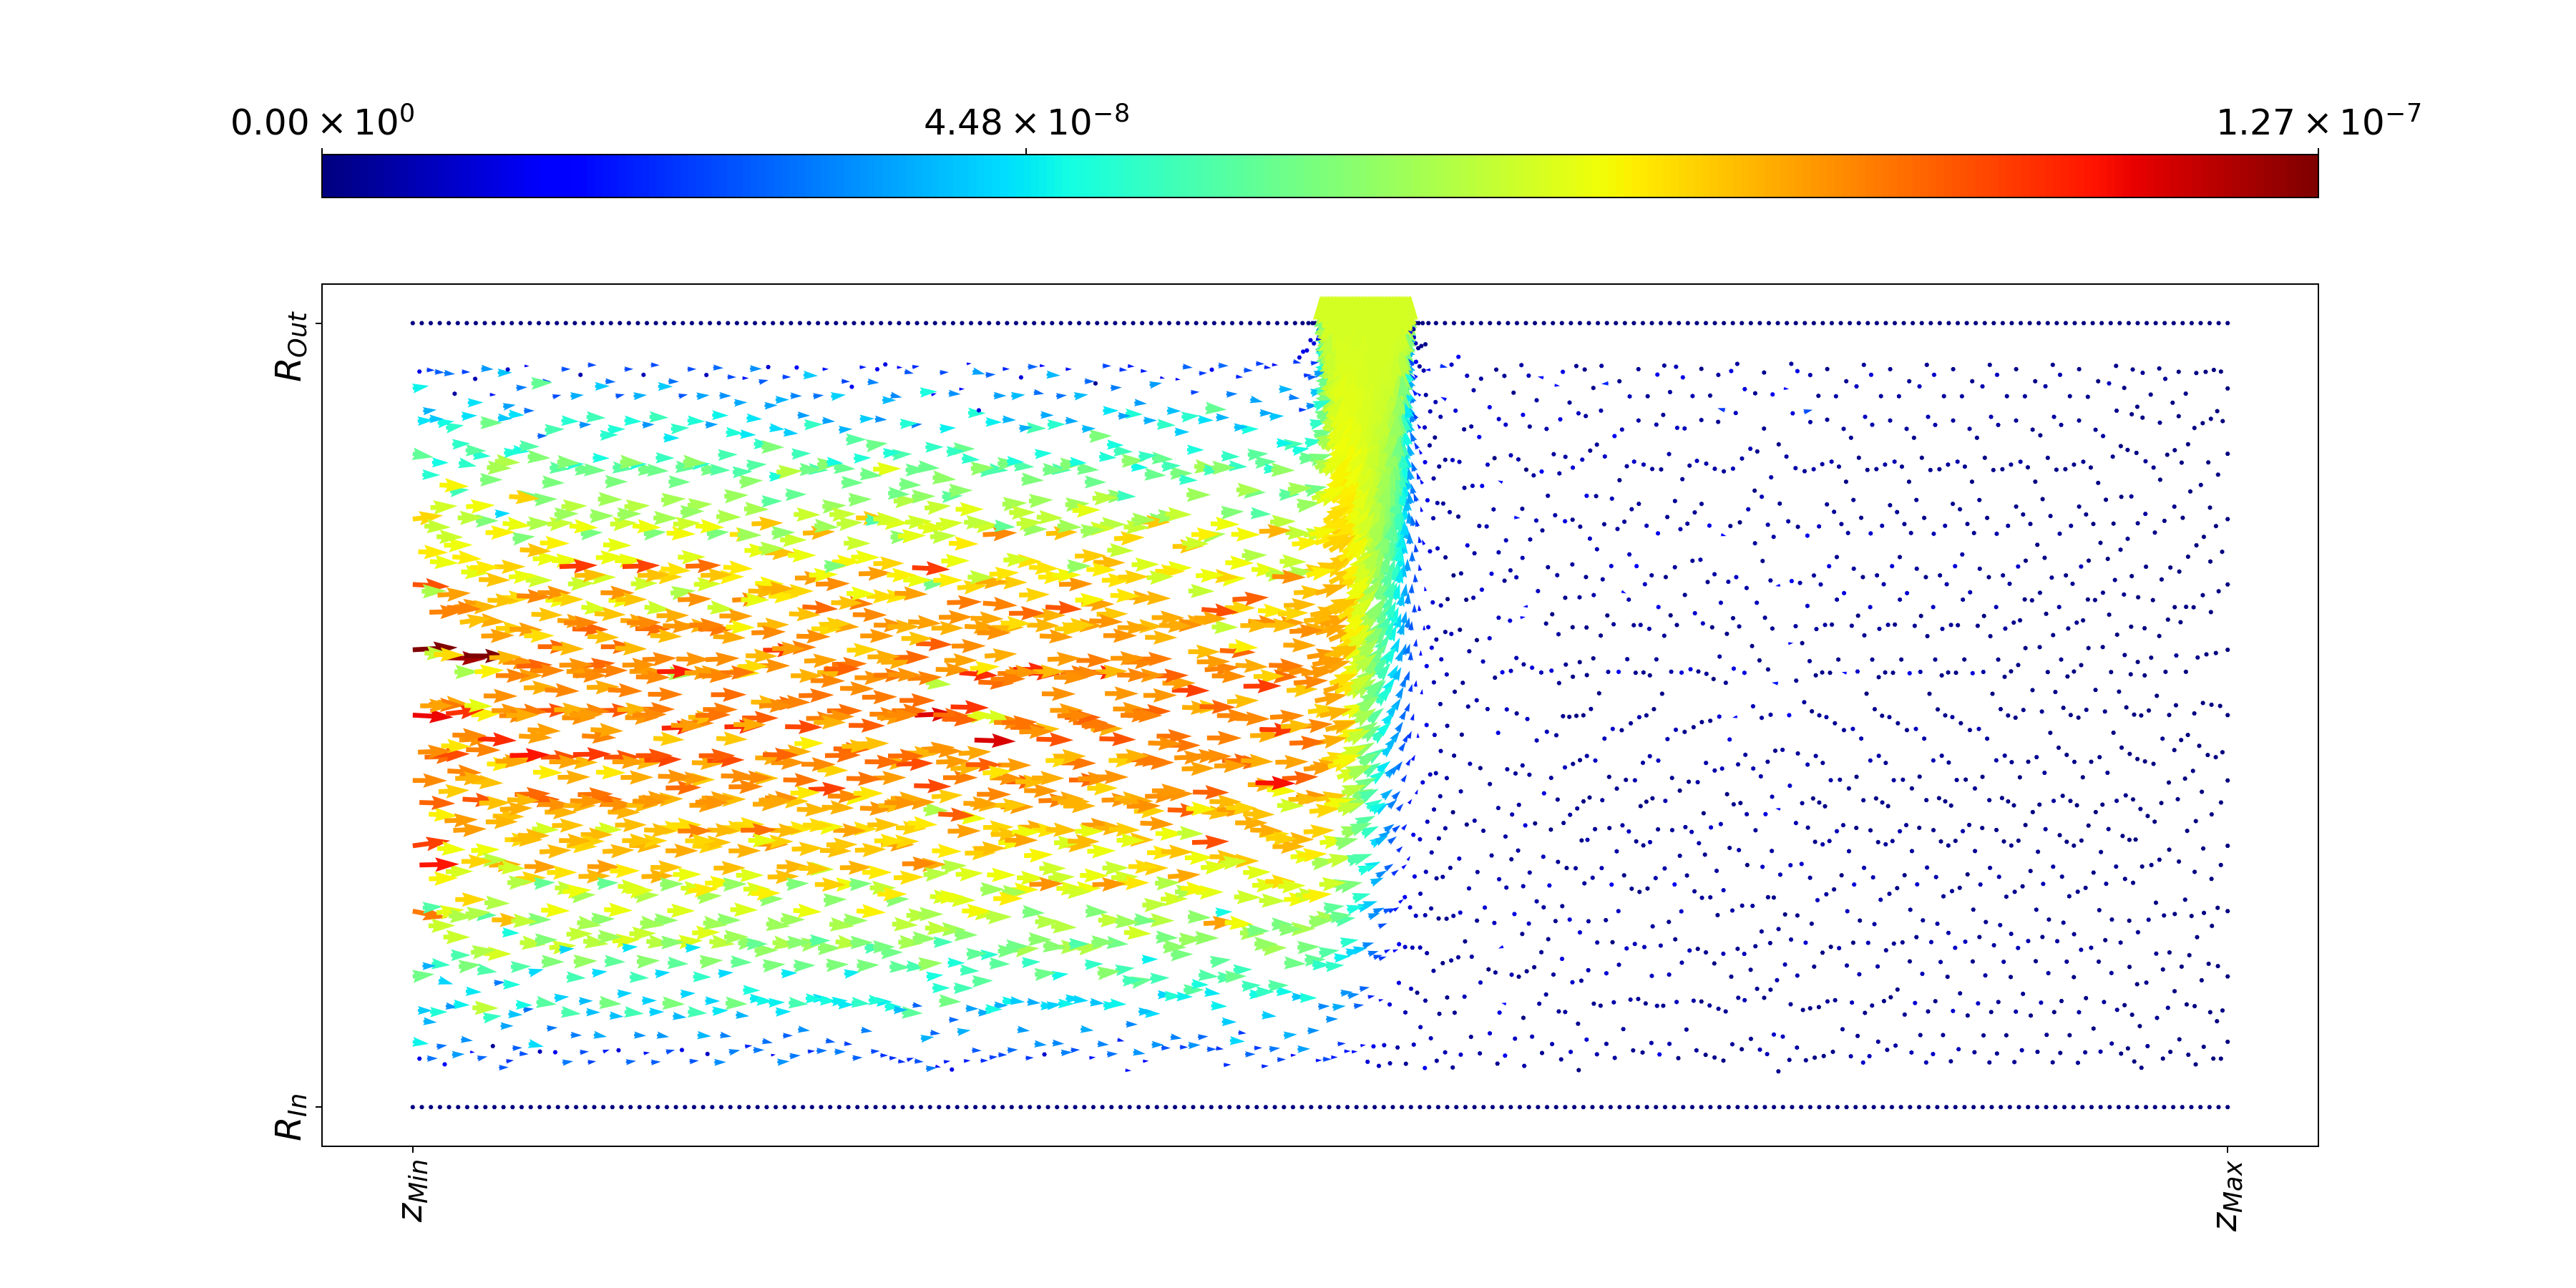 0.00 × 10⁰ 4.48 × 10⁻⁸ 1.27 × 10⁻⁷
R_Out
R_In
z_Min z_Max